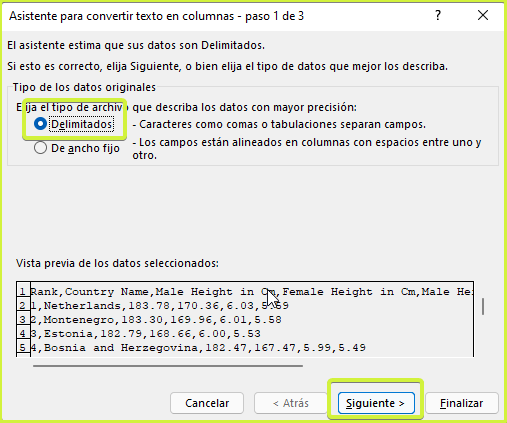 Asistente para convertir texto en columnas - paso 1 de 3
El asistente estima que sus datos son Delimitados.
Si esto es correcto, elija Siguiente, o bien elija el tipo de datos que mejor los describa.
Tipo de los datos originales
Elija el tipo de archivo que describa los datos con mayor precisión:
Delimitados - Caracteres como comas o tabulaciones separan campos.
De ancho fijo - Los campos están alineados en columnas con espacios entre uno y
otro.
Vista previa de los datos seleccionados:
1 Rank,Country Name,Male Height in Cm,Female Height in Cm,Male Hei
2 1,Netherlands,183.78,170.36,6.03,5.59
3 2,Montenegro,183.30,169.96,6.01,5.58
4 3,Estonia,182.79,168.66,6.00,5.53
5 4,Bosnia and Herzegovina,182.47,167.47,5.99,5.49
Cancelar < Atrás Siguiente > Finalizar